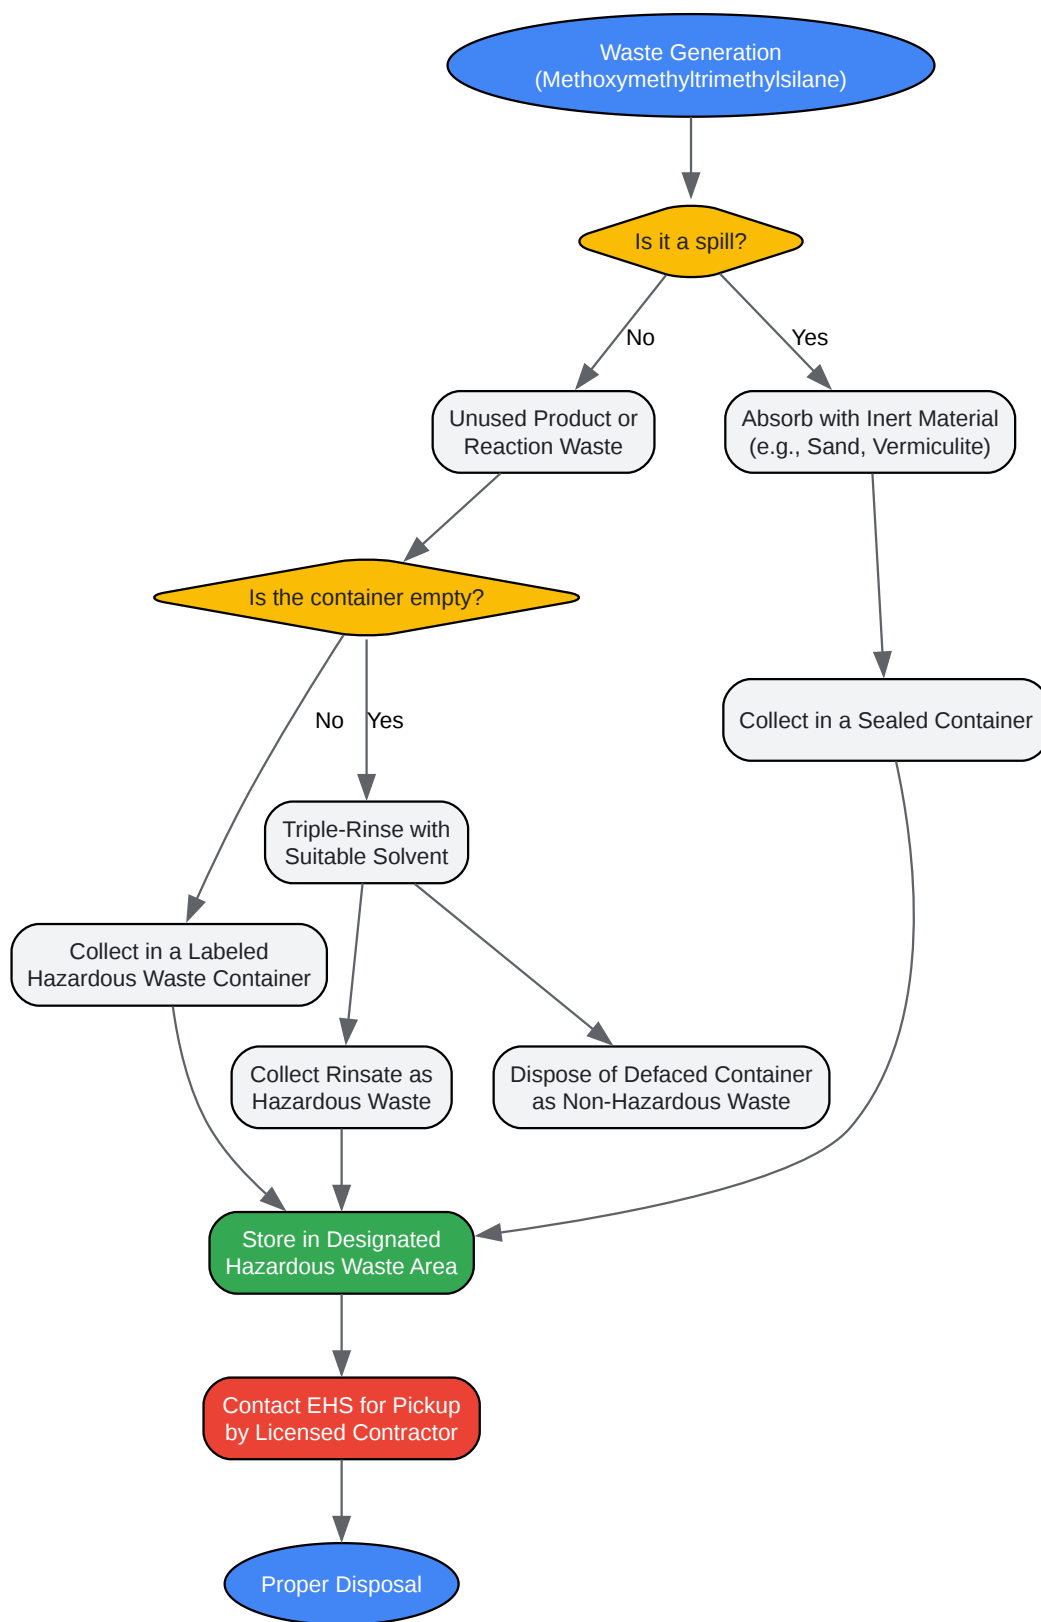 Waste Generation
(Methoxymethyltrimethylsilane)
Is it a spill?
No
Yes
Unused Product or
Reaction Waste
Absorb with Inert Material
(e.g., Sand, Vermiculite)
Is the container empty?
No
Yes
Collect in a Sealed Container
Triple-Rinse with
Suitable Solvent
Collect in a Labeled
Hazardous Waste Container
Collect Rinsate as
Hazardous Waste
Dispose of Defaced Container
as Non-Hazardous Waste
Store in Designated
Hazardous Waste Area
Contact EHS for Pickup
by Licensed Contractor
Proper Disposal